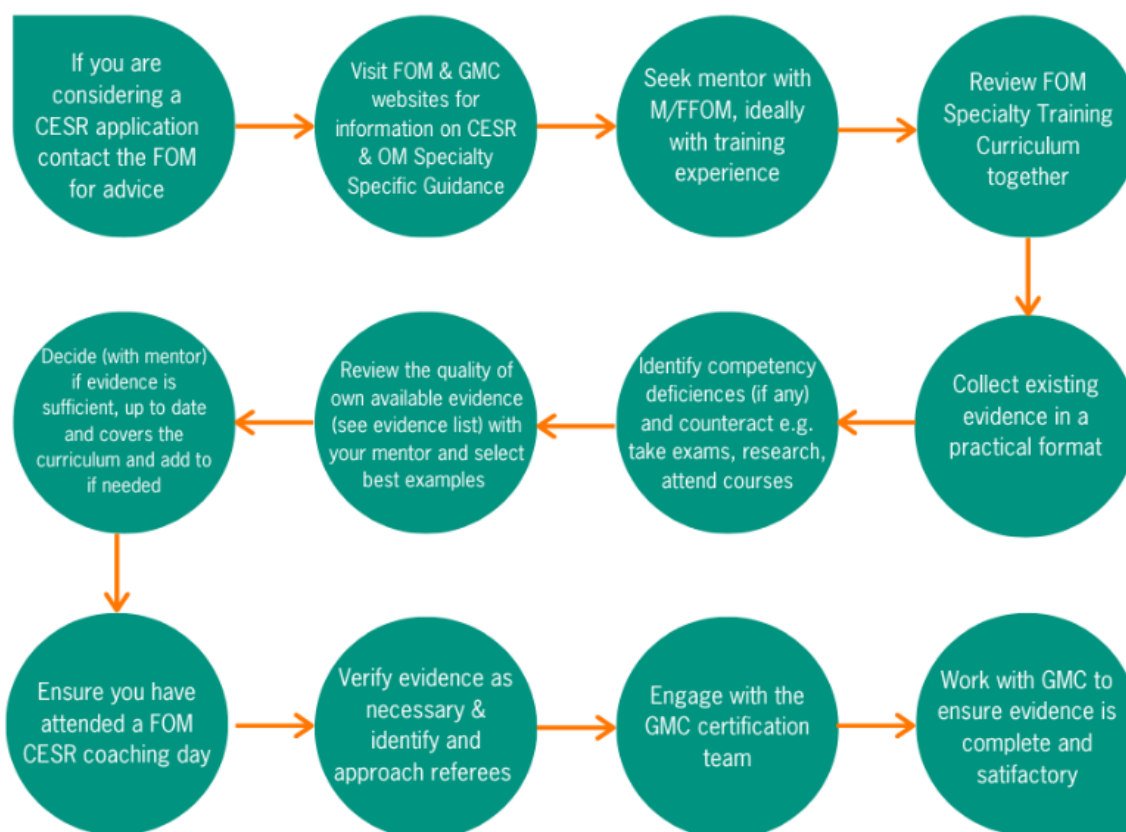 If you are
considering a
CESR application
contact the FOM
for advice
Visit FOM & GMC
websites for
information on CESR
& OM Specialty
Specific Guidance
Seek mentor with
M/FFOM, ideally
with training
experience
Review FOM
Specialty Training
Curriculum
together
Collect existing
evidence in a
practical format
Identify competency
deficiences (if any)
and counteract e.g.
take exams, research,
attend courses
Review the quality of
own available evidence
(see evidence list) with
your mentor and select
best examples
Decide (with mentor)
if evidence is
sufficient, up to date
and covers the
curriculum and add to
if needed
Ensure you have
attended a FOM
CESR coaching day
Verify evidence as
necessary &
identify and
approach referees
Engage with the
GMC certification
team
Work with GMC to
ensure evidence is
complete and
satifactory